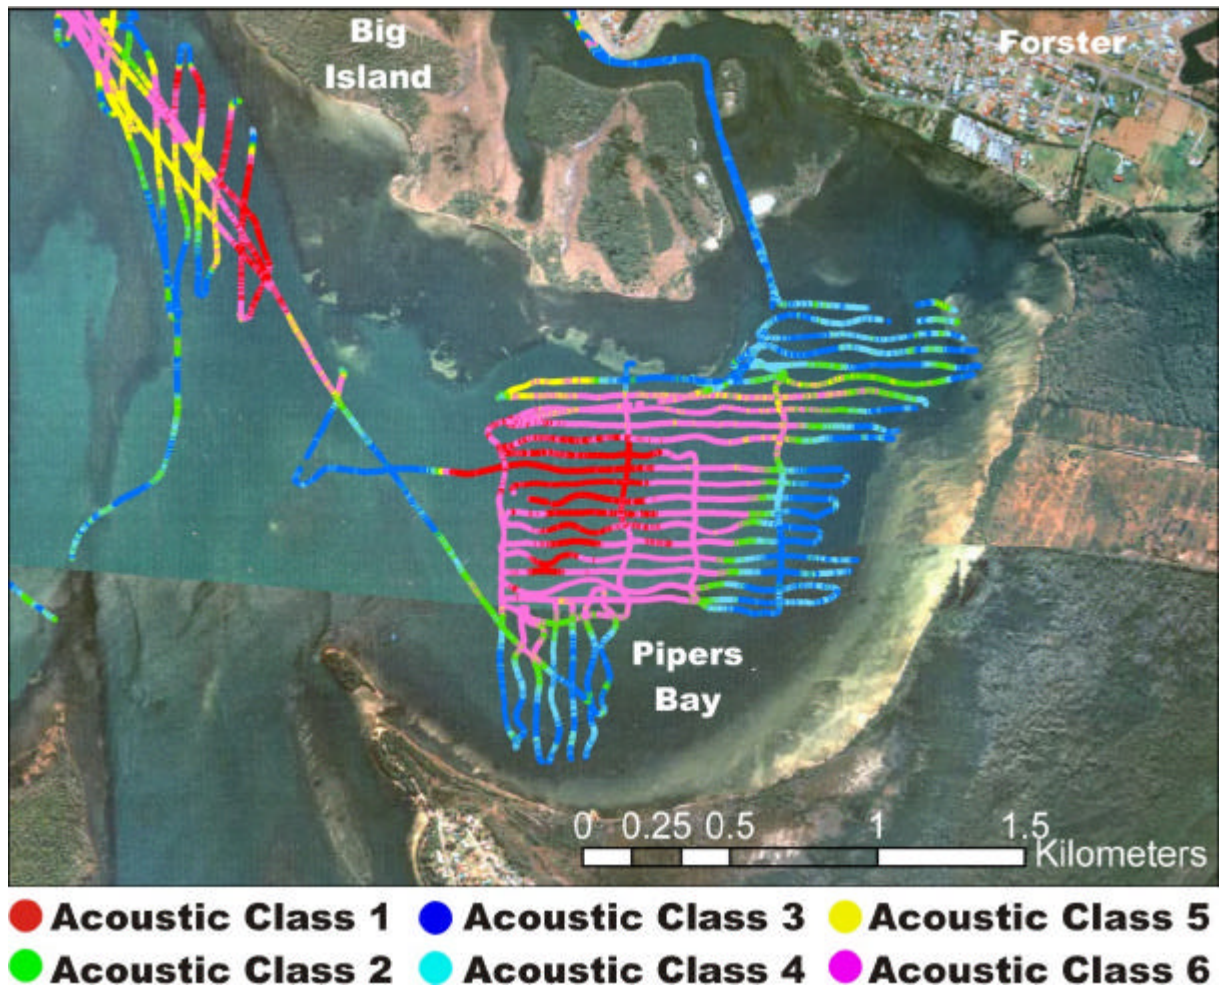 Big
Island
Forster
Pipers
Bay
0 0.25 0.5 1 1.5
Kilometers
Acoustic Class 1
Acoustic Class 3
Acoustic Class 5
Acoustic Class 2
Acoustic Class 4
Acoustic Class 6